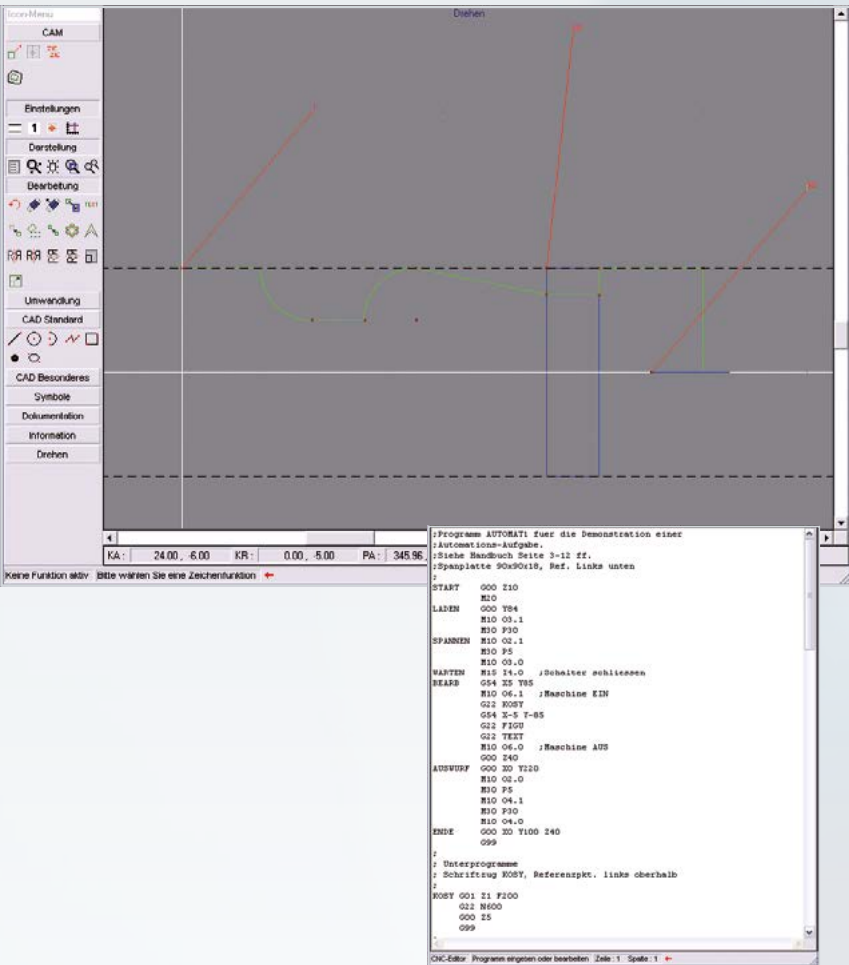 Icon-Menu
CAM
Einstellungen
1
Darstellung
Bearbeitung
TEXT
Umwandlung
CAD Standard
CAD Besonderes
Symbole
Dokumentation
Information
Drehen
Drehen
KA : 24.00 , -6.00 KR : 0.00 , -5.00 PA : 345.96,
Keine Funktion aktiv Bitte wählen Sie eine Zeichenfunktion
;Programm AUTOMAT1 fuer die Demonstration einer
;Automations-Aufgabe.
;Siehe Handbuch Seite 3-12 ff.
;Spanplatte 90x90x18, Ref. Links unten
;
START G00 Z10
M20
LADEN G00 Y84
M10 O3.1
M30 P30
SPANNEN M10 O2.1
M30 P5
M10 O3.0
WARTEN M15 I4.0 ;Schalter schliessen
BEARB G54 X5 Y85
M10 O6.1 ;Maschine EIN
G22 KOSY
G54 X-5 Y-85
G22 FIGU
G22 TEXT
M10 O6.0 ;Maschine AUS
G00 Z40
AUSWURF G00 X0 Y220
M10 O2.0
M30 P5
M10 O4.1
M30 P30
M10 O4.0
ENDE G00 X0 Y100 Z40
G99
;
; Unterprogramme
; Schriftzug KOSY, Referenzpkt. links oberhalb
;
KOSY G01 Z1 F200
G22 N600
G00 Z5
G99
CNC-Editor Programm eingeben oder bearbeiten Zeile : 1 Spalte : 1